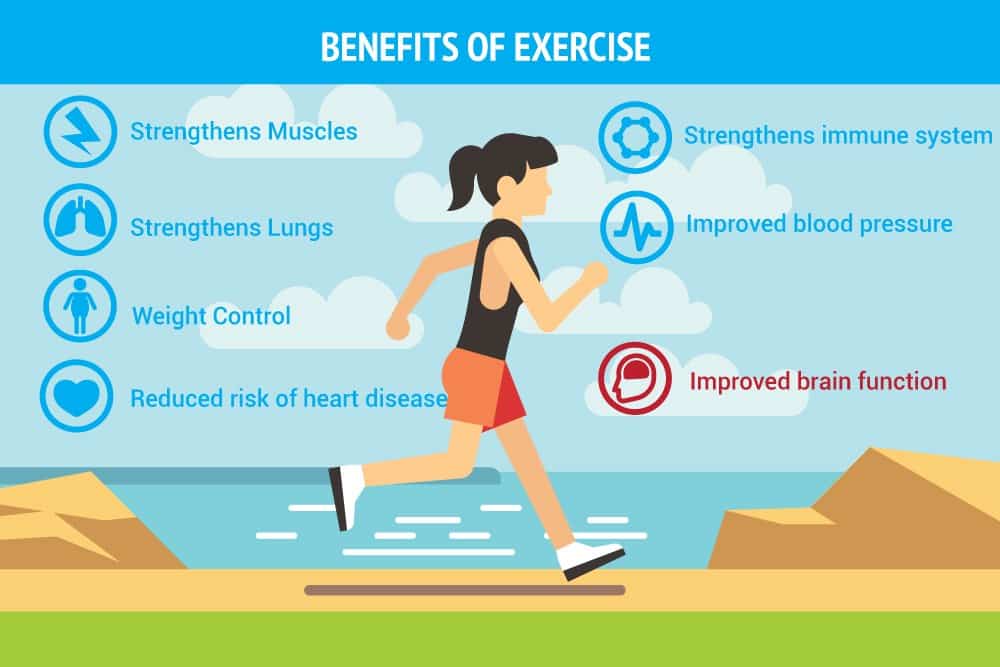 BENEFITS OF EXERCISE
Strengthens Muscles
Strengthens Lungs
Weight Control
Reduced risk of heart disease
Strengthens immune system
Improved blood pressure
Improved brain function